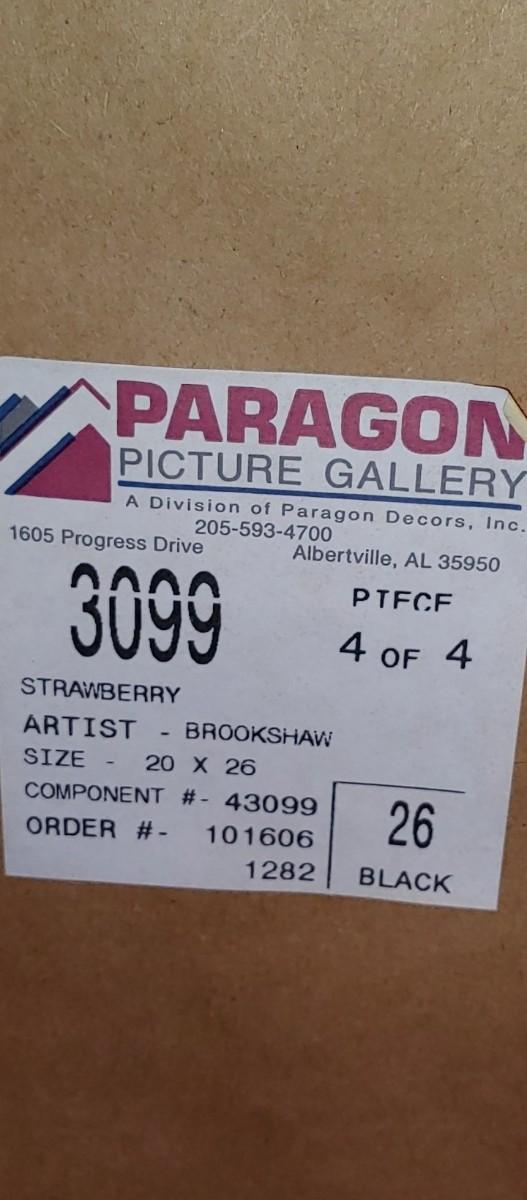 PARAGON
PICTURE GALLERY
A Division of Paragon Decors, Inc.
205-593-4700
1605 Progress Drive Albertville, AL 35950
3099
PIECE
4 OF 4
STRAWBERRY
ARTIST - BROOKSHAW
SIZE - 20 X 26
COMPONENT #- 43099
ORDER #- 101606
1282
26
BLACK